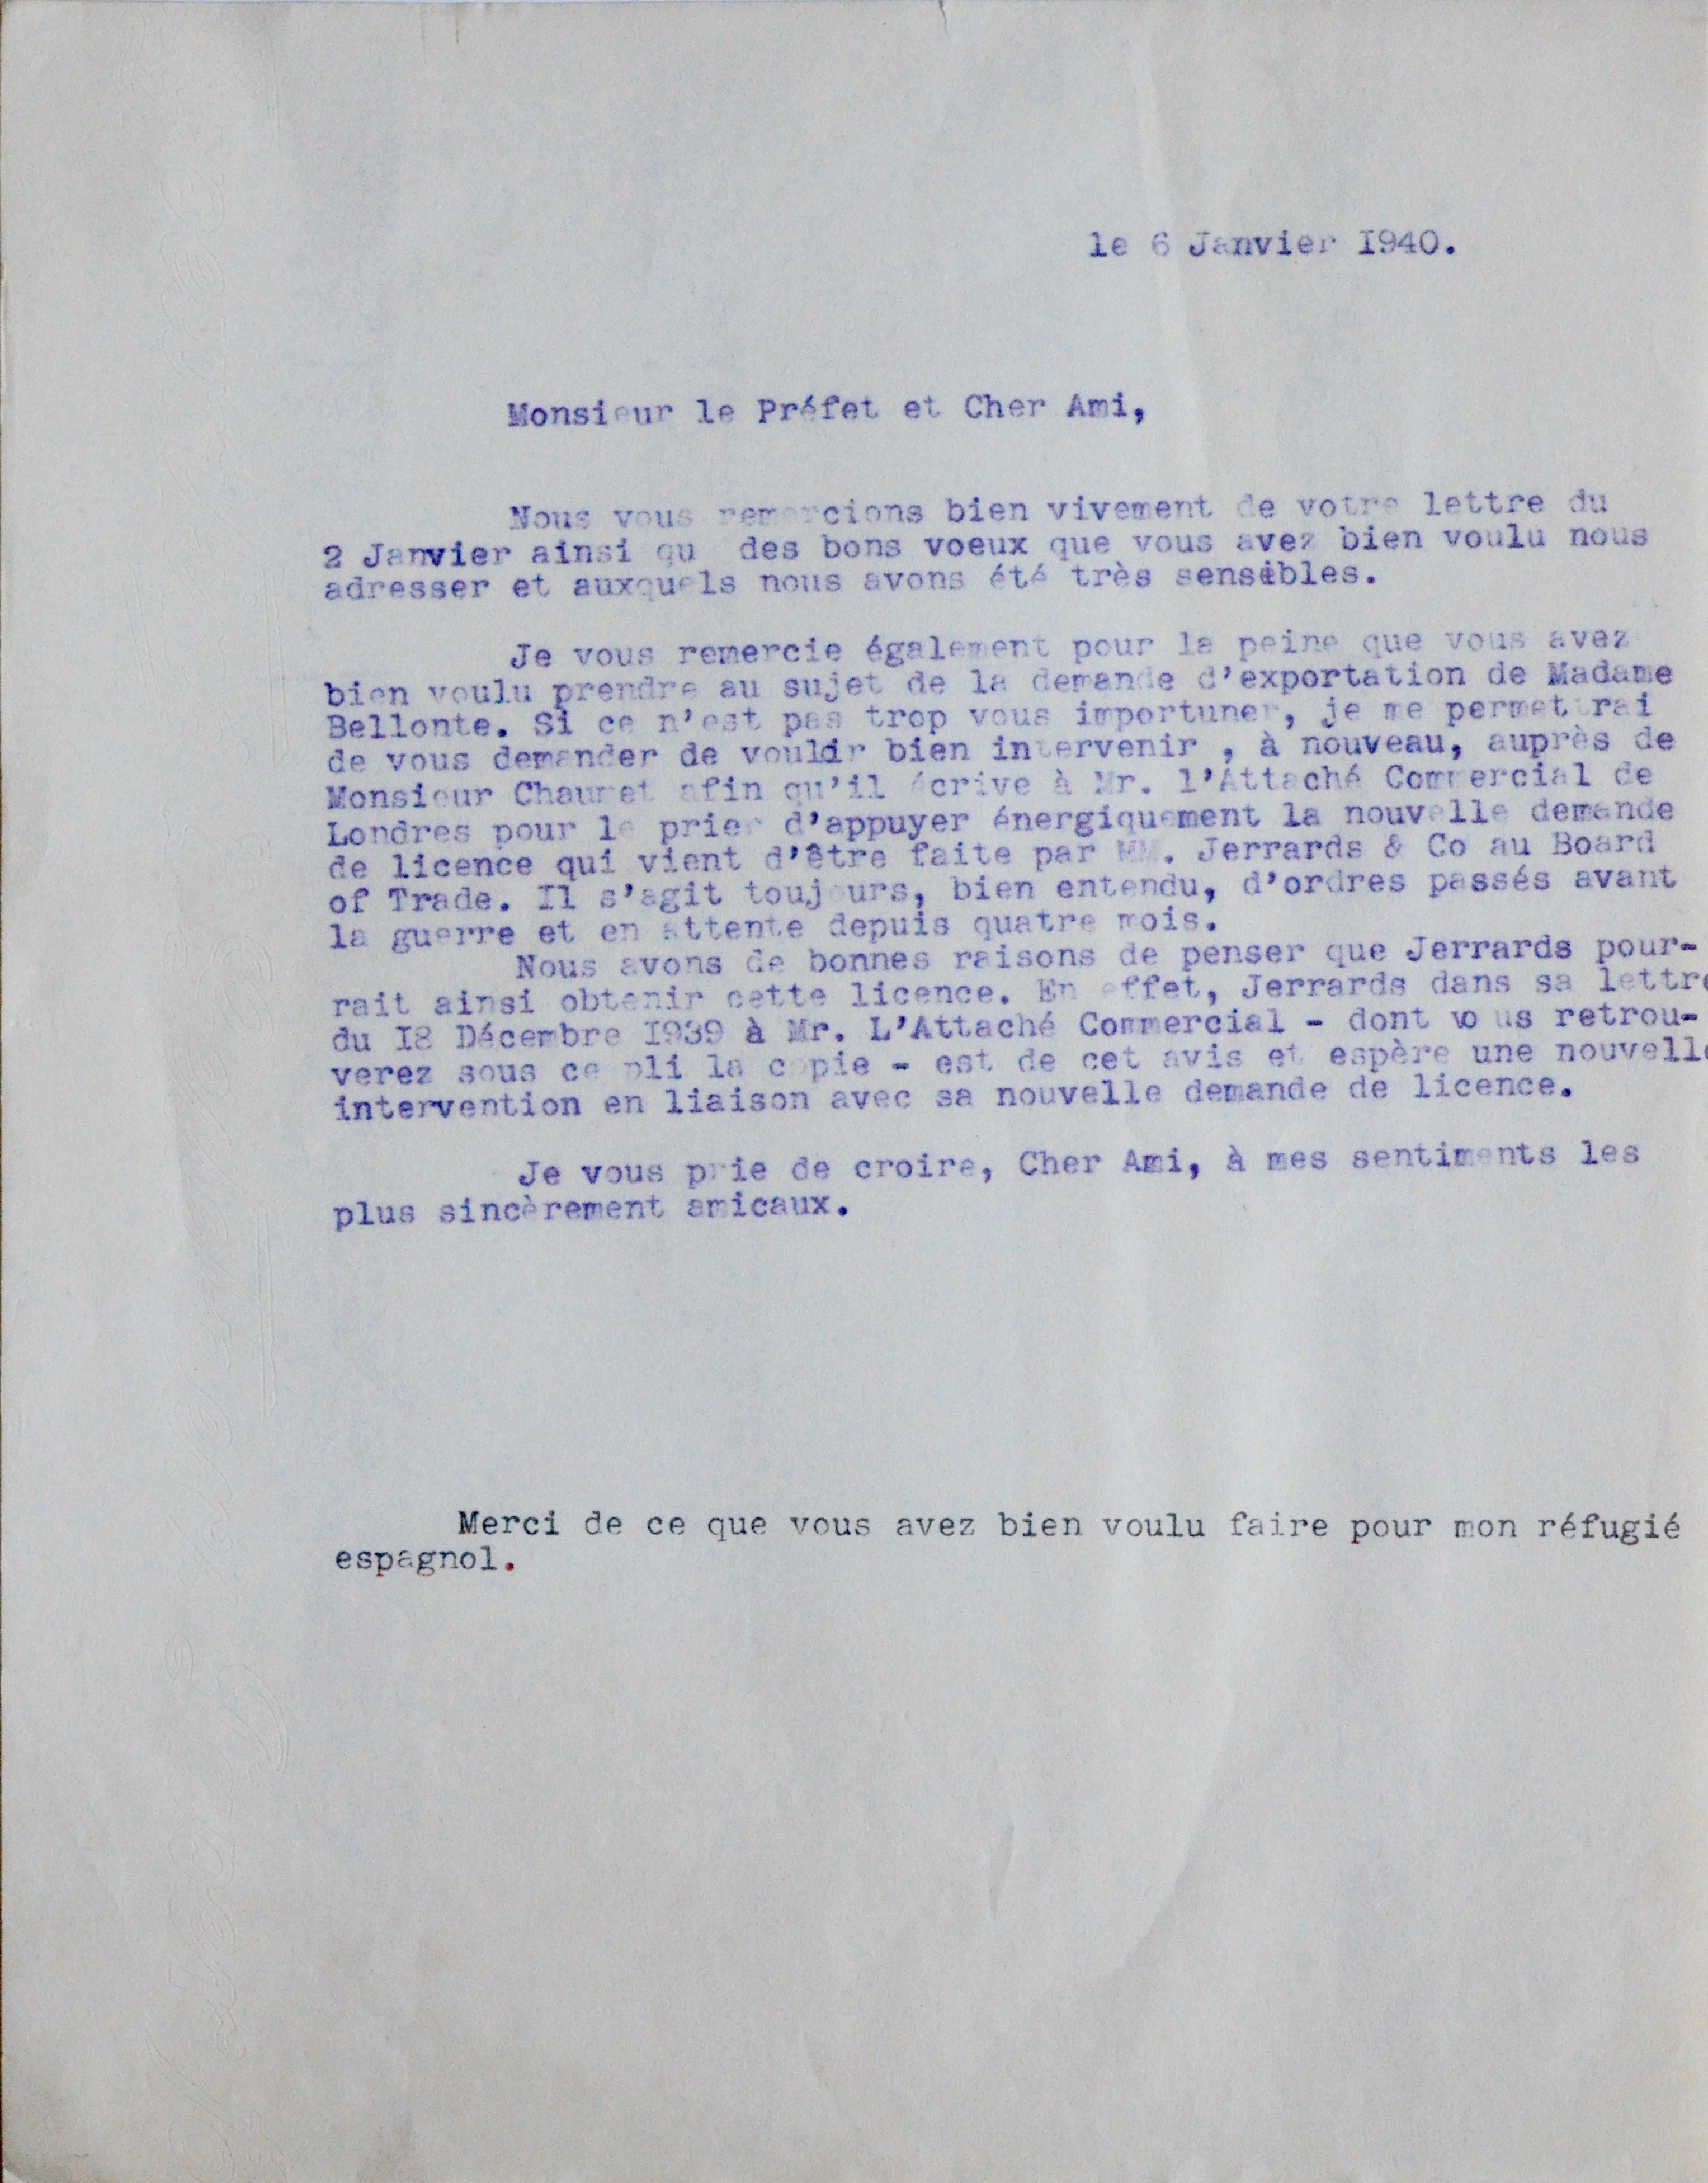 le 6 Janvier I940.
Monsieur le Préfet et Cher Ami,
Nous vous remercions bien vivement de votre lettre du
2 Janvier ainsi qu des bons voeux que vous avez bien voulu nous
adresser et auxquels nous avons été très sensibles.
Je vous remercie également pour la peine que vous avez
bien voulu prendre au sujet de la demande d'exportation de Madame
Bellonte. Si ce n'est pas trop vous importuner, je me permettrai
de vous demander de vouloir bien intervenir , à nouveau, auprès de
Monsieur Chaumet afin qu'il écrive à Mr. l'Attaché Commercial de
Londres pour le prier d'appuyer énergiquement la nouvelle demande
de licence qui vient d'être faite par MM. Jerrards & Co au Board
of Trade. Il s'agit toujours, bien entendu, d'ordres passés avant
la guerre et en attente depuis quatre mois.
Nous avons de bonnes raisons de penser que Jerrards pour-
rait ainsi obtenir cette licence. En effet, Jerrards dans sa lettre
du I8 Décembre I939 à Mr. L'Attaché Commercial - dont vous retrou-
verez sous ce pli la copie - est de cet avis et espère une nouvelle
intervention en liaison avec sa nouvelle demande de licence.
Je vous prie de croire, Cher Ami, à mes sentiments les
plus sincèrement amicaux.
Merci de ce que vous avez bien voulu faire pour mon réfugié
espagnol.